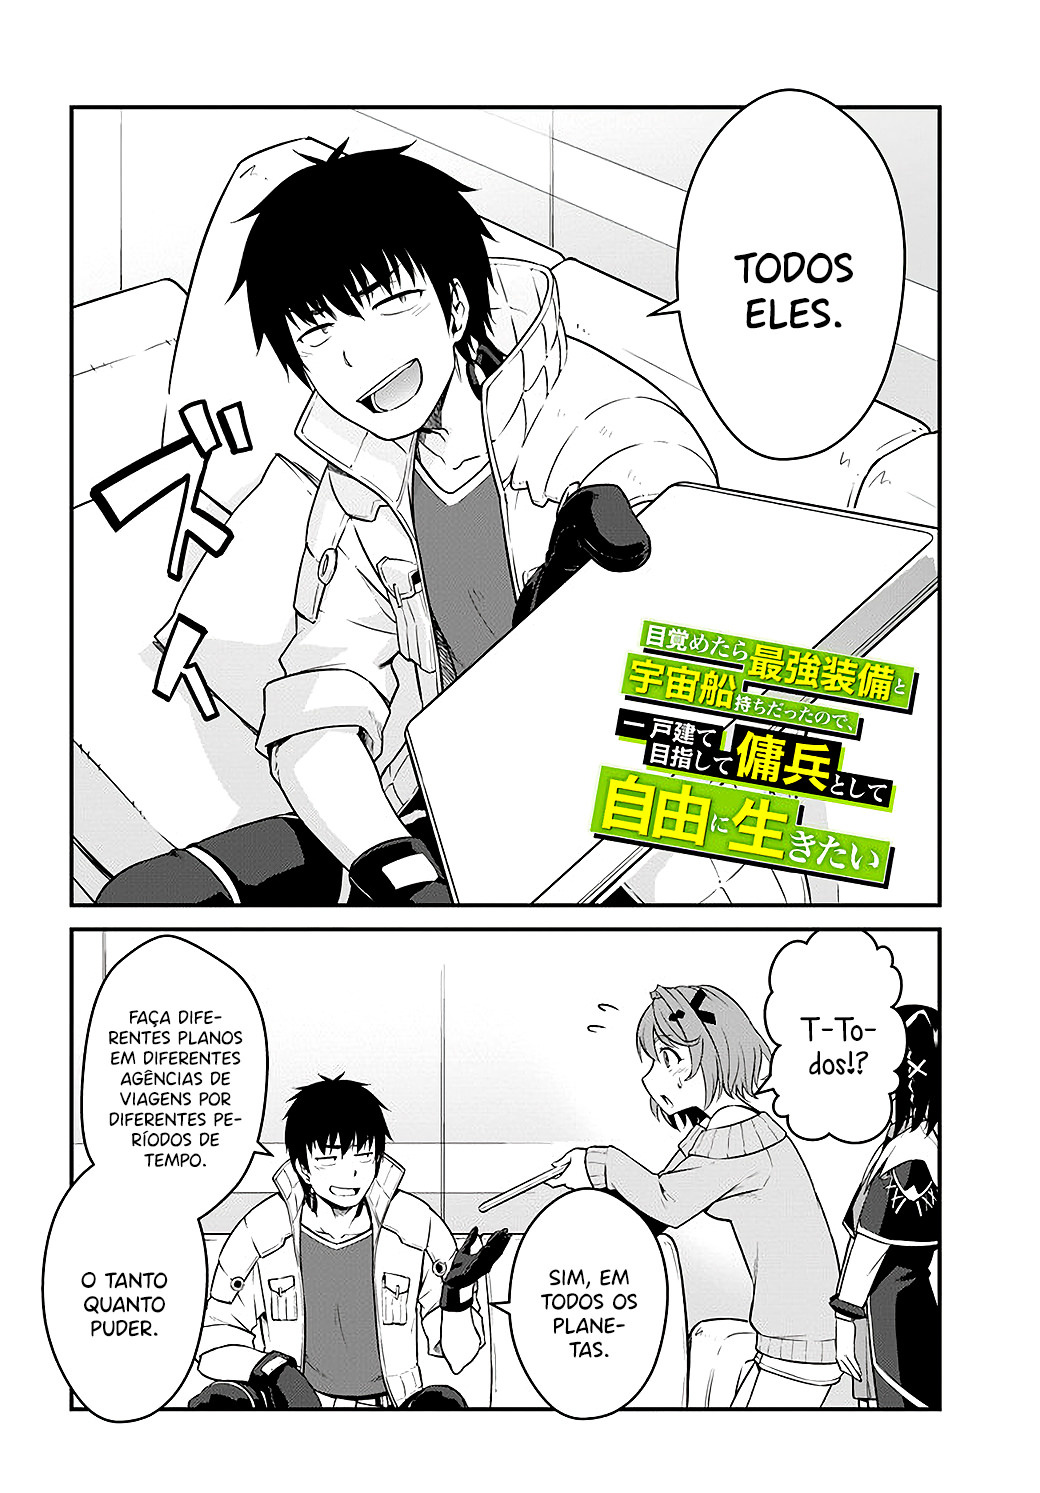 TODOS
ELES.
ズイ
目覚めたら最強装備と
宇宙船持ちだったので、
一戸建て
目指して傭兵として
自由に生きたい
T-To-
dos!?
SIM, EM
TODOS OS
PLANE-
TAS.
FAÇA DIFE-
RENTES PLANOS
EM DIFERENTES
AGÊNCIAS DE
VIAGENS POR
DIFERENTES PE-
RÍODOS DE
TEMPO.
O TANTO
QUANTO
PUDER.